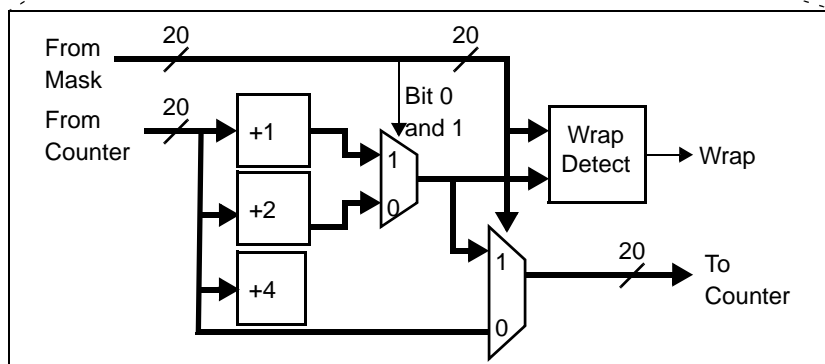 20
20
From
Mask
20
Bit 0
and 1
From
Counter
+1
1
Wrap
Detect
Wrap
+2
0
1
20
To
Counter
+4
0